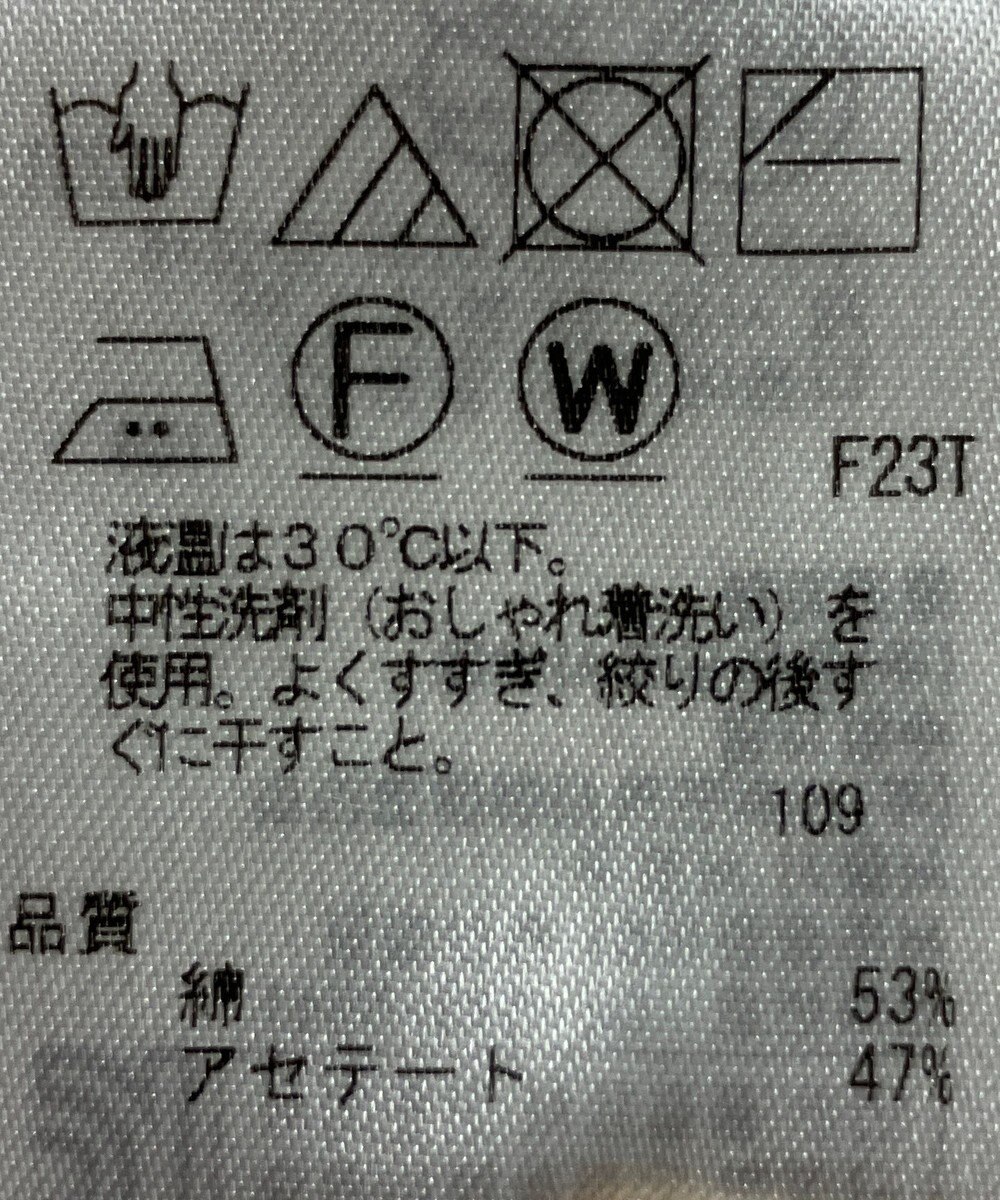 F
W
F23T
液温は30℃以下。
中性洗剤（おしゃれ着洗い）を
使用。よくすすぎ、絞りの後す
ぐに干すこと。
109
品質
綿 53%
アセテート 47%